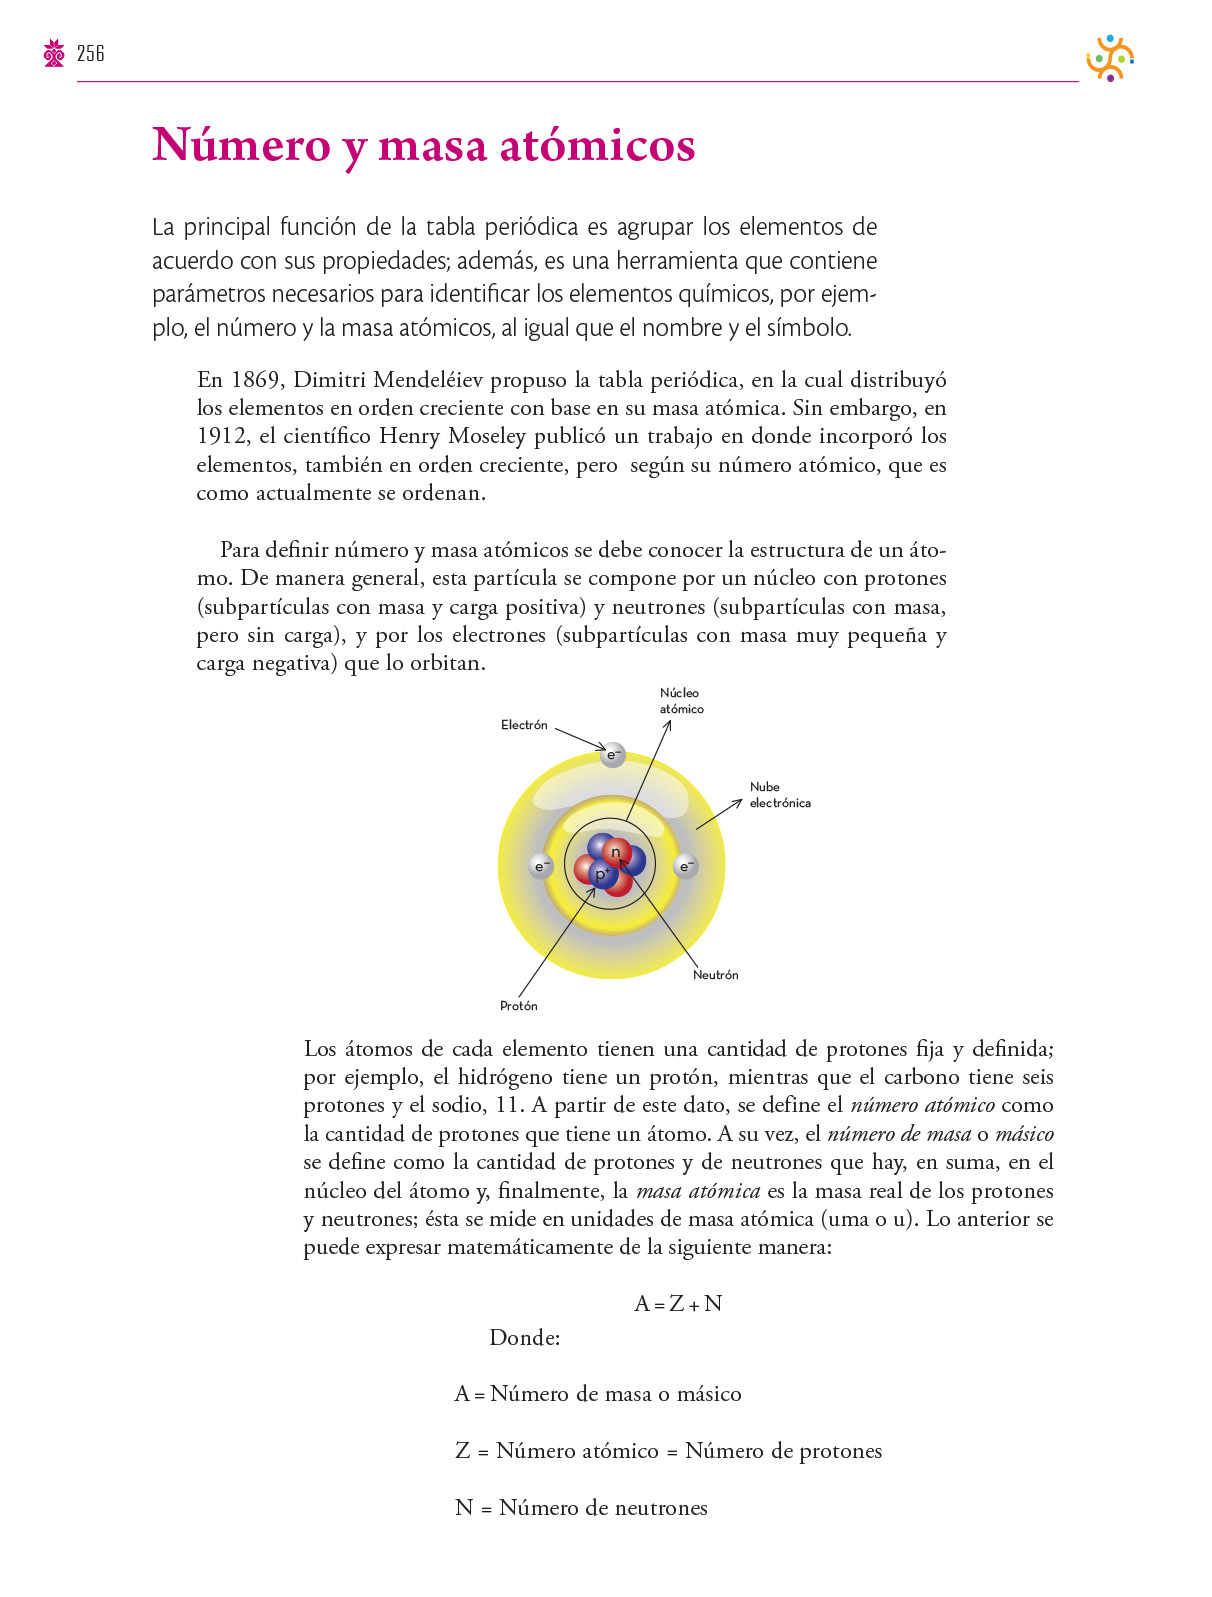 256
Número y masa atómicos
La principal función de la tabla periódica es agrupar los elementos de
acuerdo con sus propiedades; además, es una herramienta que contiene
parámetros necesarios para identificar los elementos químicos, por ejem-
plo, el número y la masa atómicos, al igual que el nombre y el símbolo.
En 1869, Dimitri Mendeléiev propuso la tabla periódica, en la cual distribuyó
los elementos en orden creciente con base en su masa atómica. Sin embargo, en
1912, el científico Henry Moseley publicó un trabajo en donde incorporó los
elementos, también en orden creciente, pero según su número atómico, que es
como actualmente se ordenan.
Para definir número y masa atómicos se debe conocer la estructura de un áto-
mo. De manera general, esta partícula se compone por un núcleo con protones
(subpartículas con masa y carga positiva) y neutrones (subpartículas con masa,
pero sin carga), y por los electrones (subpartículas con masa muy pequeña y
carga negativa) que lo orbitan.
Núcleo
atómico
Electrón
e⁻
Nube
electrónica
n
e⁻
p⁺
e⁻
Neutrón
Protón
Los átomos de cada elemento tienen una cantidad de protones fija y definida;
por ejemplo, el hidrógeno tiene un protón, mientras que el carbono tiene seis
protones y el sodio, 11. A partir de este dato, se define el número atómico como
la cantidad de protones que tiene un átomo. A su vez, el número de masa o másico
se define como la cantidad de protones y de neutrones que hay, en suma, en el
núcleo del átomo y, finalmente, la masa atómica es la masa real de los protones
y neutrones; ésta se mide en unidades de masa atómica (uma o u). Lo anterior se
puede expresar matemáticamente de la siguiente manera:
A = Z + N
Donde:
A = Número de masa o másico
Z = Número atómico = Número de protones
N = Número de neutrones